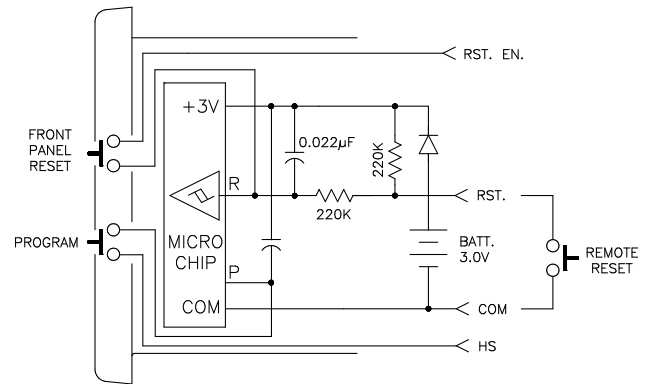 RST. EN.
+3V
FRONT
PANEL
RESET
0.022µF
220K
R
RST.
220K
PROGRAM
MICRO
CHIP
BATT.
3.0V
REMOTE
RESET
P
COM
COM
HS